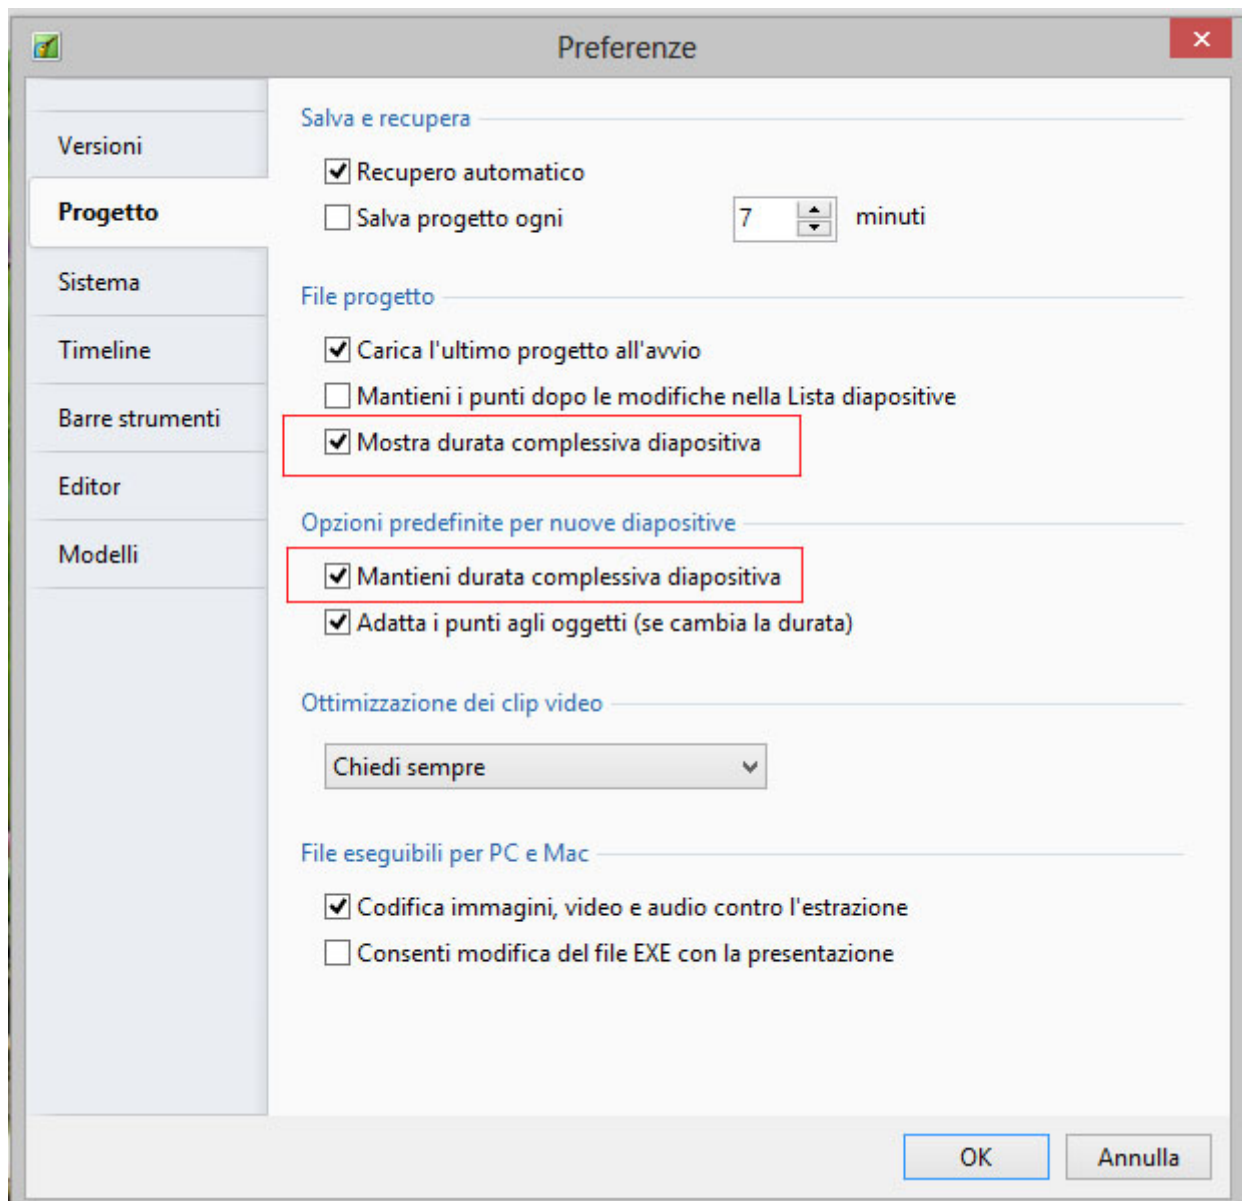 Preferenze
Versioni
Progetto
Sistema
Timeline
Barre strumenti
Editor
Modelli
Salva e recupera
Recupero automatico
Salva progetto ogni 7 minuti
File progetto
Carica l'ultimo progetto all'avvio
Mantieni i punti dopo le modifiche nella Lista diapositive
Mostra durata complessiva diapositiva
Opzioni predefinite per nuove diapositive
Mantieni durata complessiva diapositiva
Adatta i punti agli oggetti (se cambia la durata)
Ottimizzazione dei clip video
Chiedi sempre
File eseguibili per PC e Mac
Codifica immagini, video e audio contro l'estrazione
Consenti modifica del file EXE con la presentazione
OK Annulla